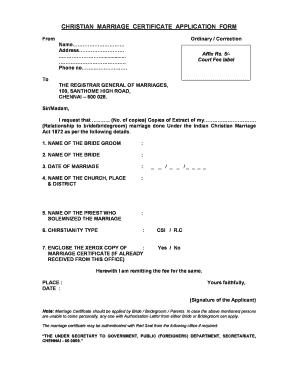 CHRISTIAN MARRIAGE CERTIFICATE APPLICATION FORM
From
Ordinary / Correction
Name..............................
Address...........................
.......................................
.......................................
Phone no.........................
Affix Rs. 5/-
Court Fee label
To
THE REGISTRAR GENERAL OF MARRIAGES,
100, SANTHOME HIGH ROAD,
CHENNAI – 600 028.
Sir/Madam,
I request that ............ (No. of copies) Copies of Extract of my..............................
(Relationship to bride/bridegroom) marriage done Under the Indian Christian Marriage
Act 1872 as per the following details.
1. NAME OF THE BRIDE GROOM :
2. NAME OF THE BRIDE :
3. DATE OF MARRIAGE : _ _ / _ _ / _ _ _ _
4. NAME OF THE CHURCH, PLACE :
& DISTRICT
5. NAME OF THE PRIEST WHO :
SOLEMNIZED THE MARRIAGE
6. CHIRSTIANITY TYPE : CSI / R.C
7. ENCLOSE THE XEROX COPY OF : Yes / No
MARRIAGE CERTIFICATE (IF ALREADY
RECEIVED FROM THIS OFFICE)
Herewith I am remitting the fee for the same.
PLACE : Yours faithfully,
DATE :
(Signature of the Applicant)
Note: Marriage Certificate should be applied by Bride / Bridegroom / Parents. In case the above mentioned persons
are unable to come personally, any one with Authorisation Letter from either Bride or Bridegroom can apply.
The marriage certificate may be authenticated with Red Seal from the following office if required:
"THE UNDER SECRETARY TO GOVERNMENT, PUBLIC (FOREIGNERS) DEPARTMENT, SECRETARIATE,
CHENNAI - 00 0009."